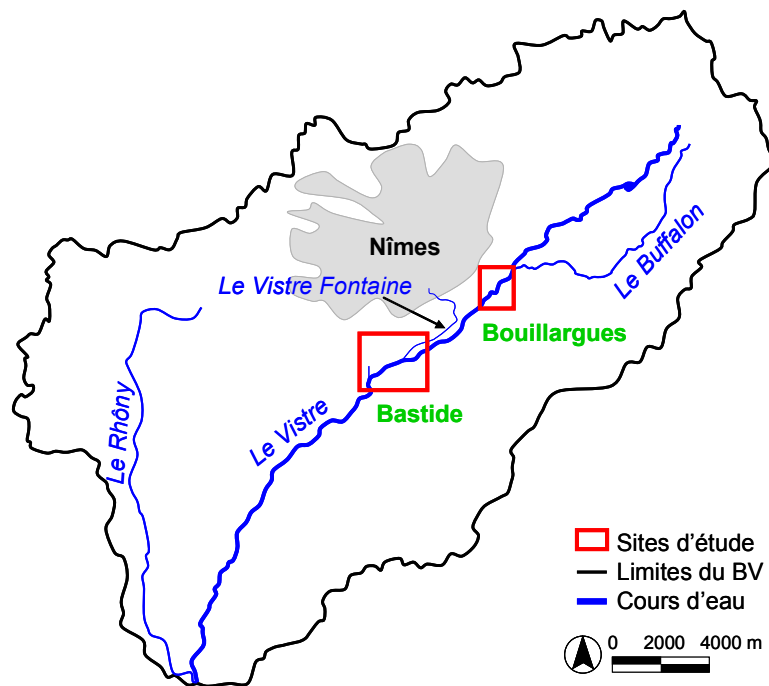 Nîmes
Le Vistre Fontaine
Le Buffalon
Bouillargues
Bastide
Le Vistre
Le Rhôny
Sites d'étude
Limites du BV
Cours d'eau
0 2000 4000 m